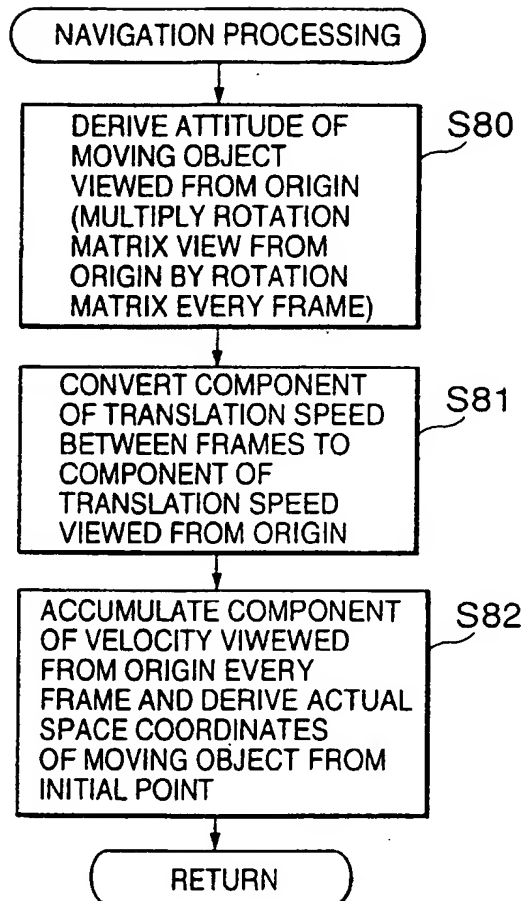 NAVIGATION PROCESSING
S80
DERIVE ATTITUDE OF
MOVING OBJECT
VIEWED FROM ORIGIN
(MULTIPLY ROTATION
MATRIX VIEW FROM
ORIGIN BY ROTATION
MATRIX EVERY FRAME)
S81
CONVERT COMPONENT
OF TRANSLATION SPEED
BETWEEN FRAMES TO
COMPONENT OF
TRANSLATION SPEED
VIEWED FROM ORIGIN
S82
ACCUMULATE COMPONENT
OF VELOCITY VIWEWED
FROM ORIGIN EVERY
FRAME AND DERIVE ACTUAL
SPACE COORDINATES
OF MOVING OBJECT FROM
INITIAL POINT
RETURN